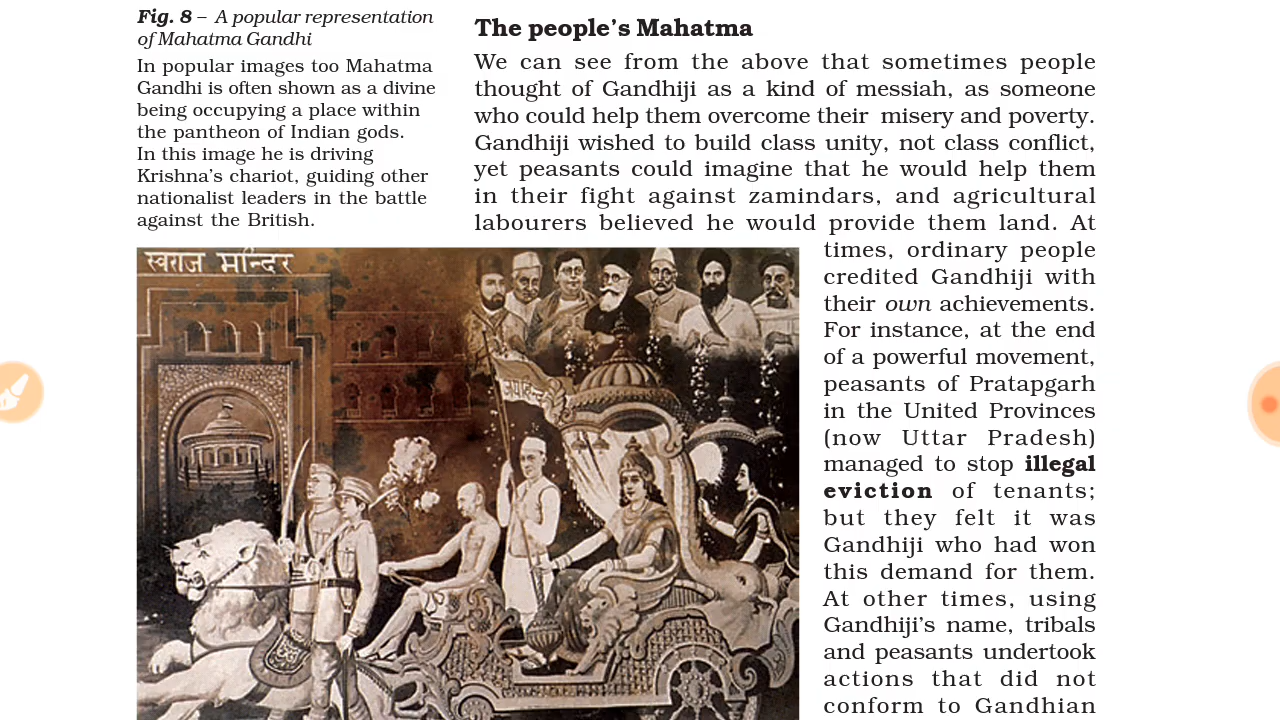 Fig. 8 – A popular representation
of Mahatma Gandhi
In popular images too Mahatma
Gandhi is often shown as a divine
being occupying a place within
the pantheon of Indian gods.
In this image he is driving
Krishna's chariot, guiding other
nationalist leaders in the battle
against the British.
स्वराज मन्दिर
The people's Mahatma
We can see from the above that sometimes people
thought of Gandhiji as a kind of messiah, as someone
who could help them overcome their misery and poverty.
Gandhiji wished to build class unity, not class conflict,
yet peasants could imagine that he would help them
in their fight against zamindars, and agricultural
labourers believed he would provide them land. At
times, ordinary people
credited Gandhiji with
their own achievements.
For instance, at the end
of a powerful movement,
peasants of Pratapgarh
in the United Provinces
(now Uttar Pradesh)
managed to stop illegal
eviction of tenants;
but they felt it was
Gandhiji who had won
this demand for them.
At other times, using
Gandhiji's name, tribals
and peasants undertook
actions that did not
conform to Gandhian